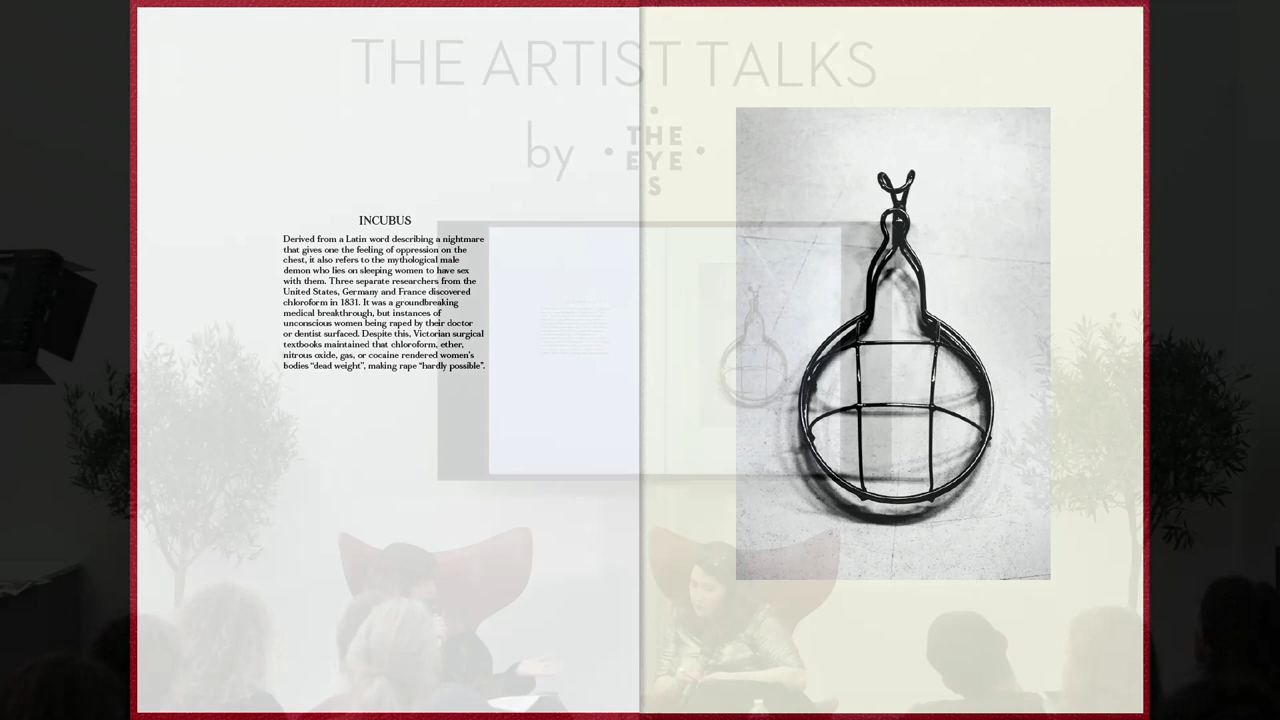 THE ARTIST TALKS
by
THE
EYE
S
INCUBUS
Derived from a Latin word describing a nightmare
that gives one the feeling of oppression on the
chest, it also refers to the mythological male
demon who lies on sleeping women to have sex
with them. Three separate researchers from the
United States, Germany and France discovered
chloroform in 1831. It was a groundbreaking
medical breakthrough, but instances of
unconscious women being raped by their doctor
or dentist surfaced. Despite this, Victorian surgical
textbooks maintained that chloroform, ether,
nitrous oxide, gas, or cocaine rendered women's
bodies “dead weight”, making rape “hardly possible”.